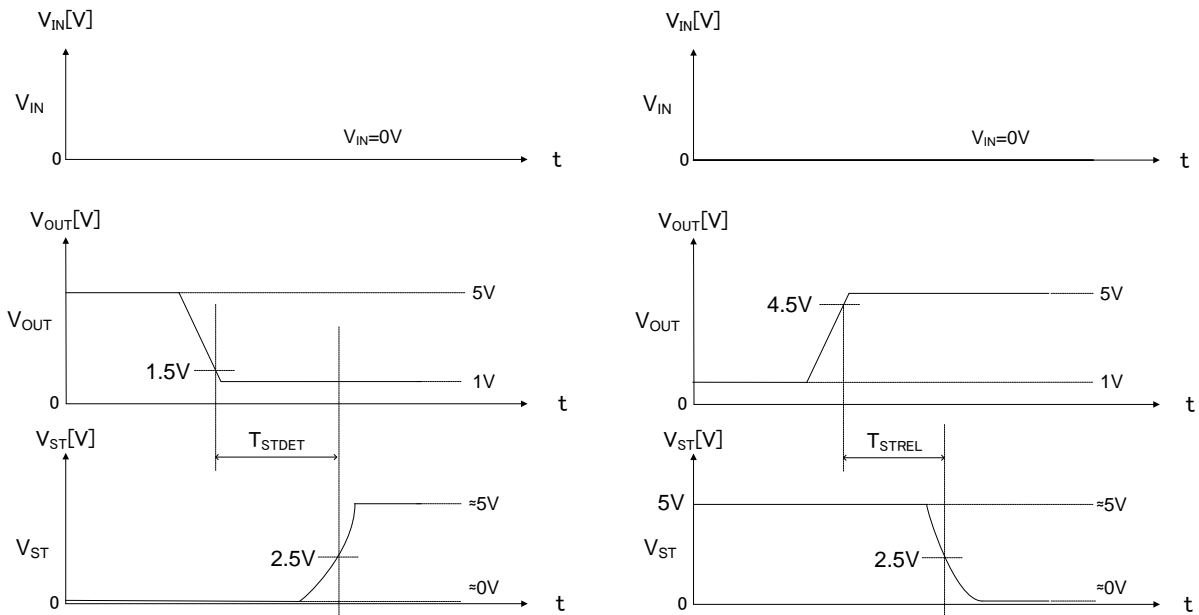 V_IN[V]
V_IN
V_IN=0V
0
t
V_OUT[V]
5V
V_OUT
1.5V
1V
0
t
V_ST[V]
T_STDET
≈5V
V_ST
2.5V
≈0V
0
t
V_IN[V]
V_IN
V_IN=0V
0
t
V_OUT[V]
4.5V
5V
V_OUT
1V
0
t
V_ST[V]
T_STREL
5V
≈5V
V_ST
2.5V
≈0V
0
t